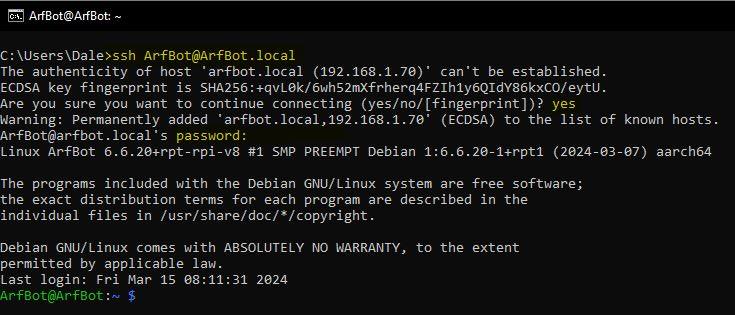 ArfBot@ArfBot: ~
C:\Users\Dale>ssh ArfBot@ArfBot.local
The authenticity of host 'arfbot.local (192.168.1.70)' can't be established.
ECDSA key fingerprint is SHA256:+qvL0k/6wh52mXfrherq4FZIh1y6QIdY86kxCO/eytU.
Are you sure you want to continue connecting (yes/no/[fingerprint])? yes
Warning: Permanently added 'arfbot.local,192.168.1.70' (ECDSA) to the list of known hosts.
ArfBot@arfbot.local's password:
Linux ArfBot 6.6.20+rpt-rpi-v8 #1 SMP PREEMPT Debian 1:6.6.20-1+rpt1 (2024-03-07) aarch64
The programs included with the Debian GNU/Linux system are free software;
the exact distribution terms for each program are described in the
individual files in /usr/share/doc/*/copyright.
Debian GNU/Linux comes with ABSOLUTELY NO WARRANTY, to the extent
permitted by applicable law.
Last login: Fri Mar 15 08:11:31 2024
ArfBot@ArfBot:~ $